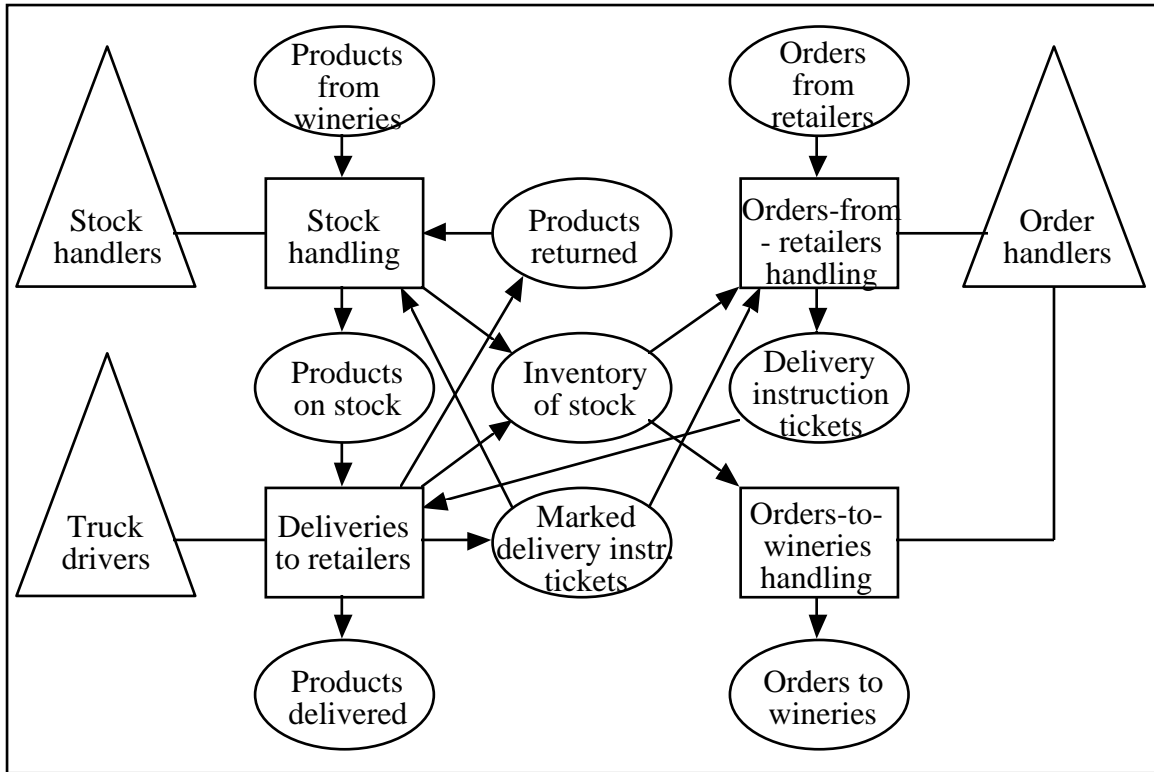 Products
from
wineries
Orders
from
retailers
Stock
handlers
Stock
handling
Products
returned
Orders-from
- retailers
handling
Order
handlers
Products
on stock
Inventory
of stock
Delivery
instruction
tickets
Truck
drivers
Deliveries
to retailers
Marked
delivery instr.
tickets
Orders-to-
wineries
handling
Products
delivered
Orders to
wineries